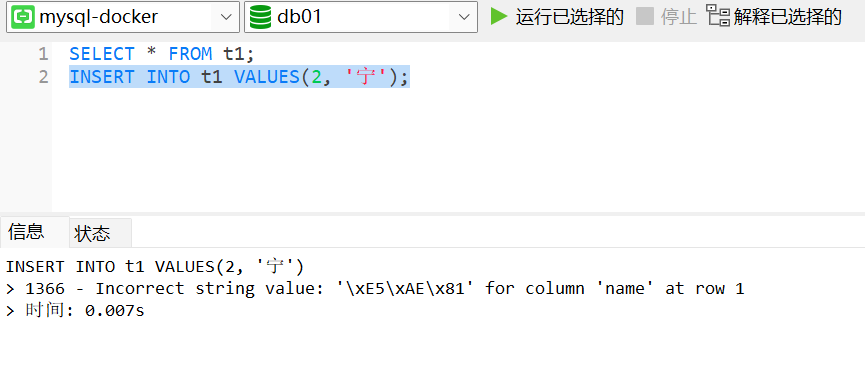 mysql-docker db01 运行已选择的 停止 解释已选择的
1 SELECT * FROM t1;
2 INSERT INTO t1 VALUES(2, '宁');
信息 状态
INSERT INTO t1 VALUES(2, '宁')
> 1366 - Incorrect string value: '\xE5\xAE\x81' for column 'name' at row 1
> 时间: 0.007s